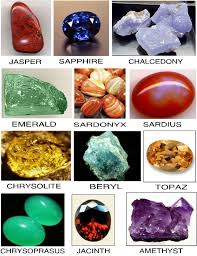 JASPER SAPPHIRE CHALCEDONY
EMERALD SARDONYX SARDIUS
CHRYSOLITE BERYL TOPAZ
CHRYSOPRASUS JACINTH AMETHYST